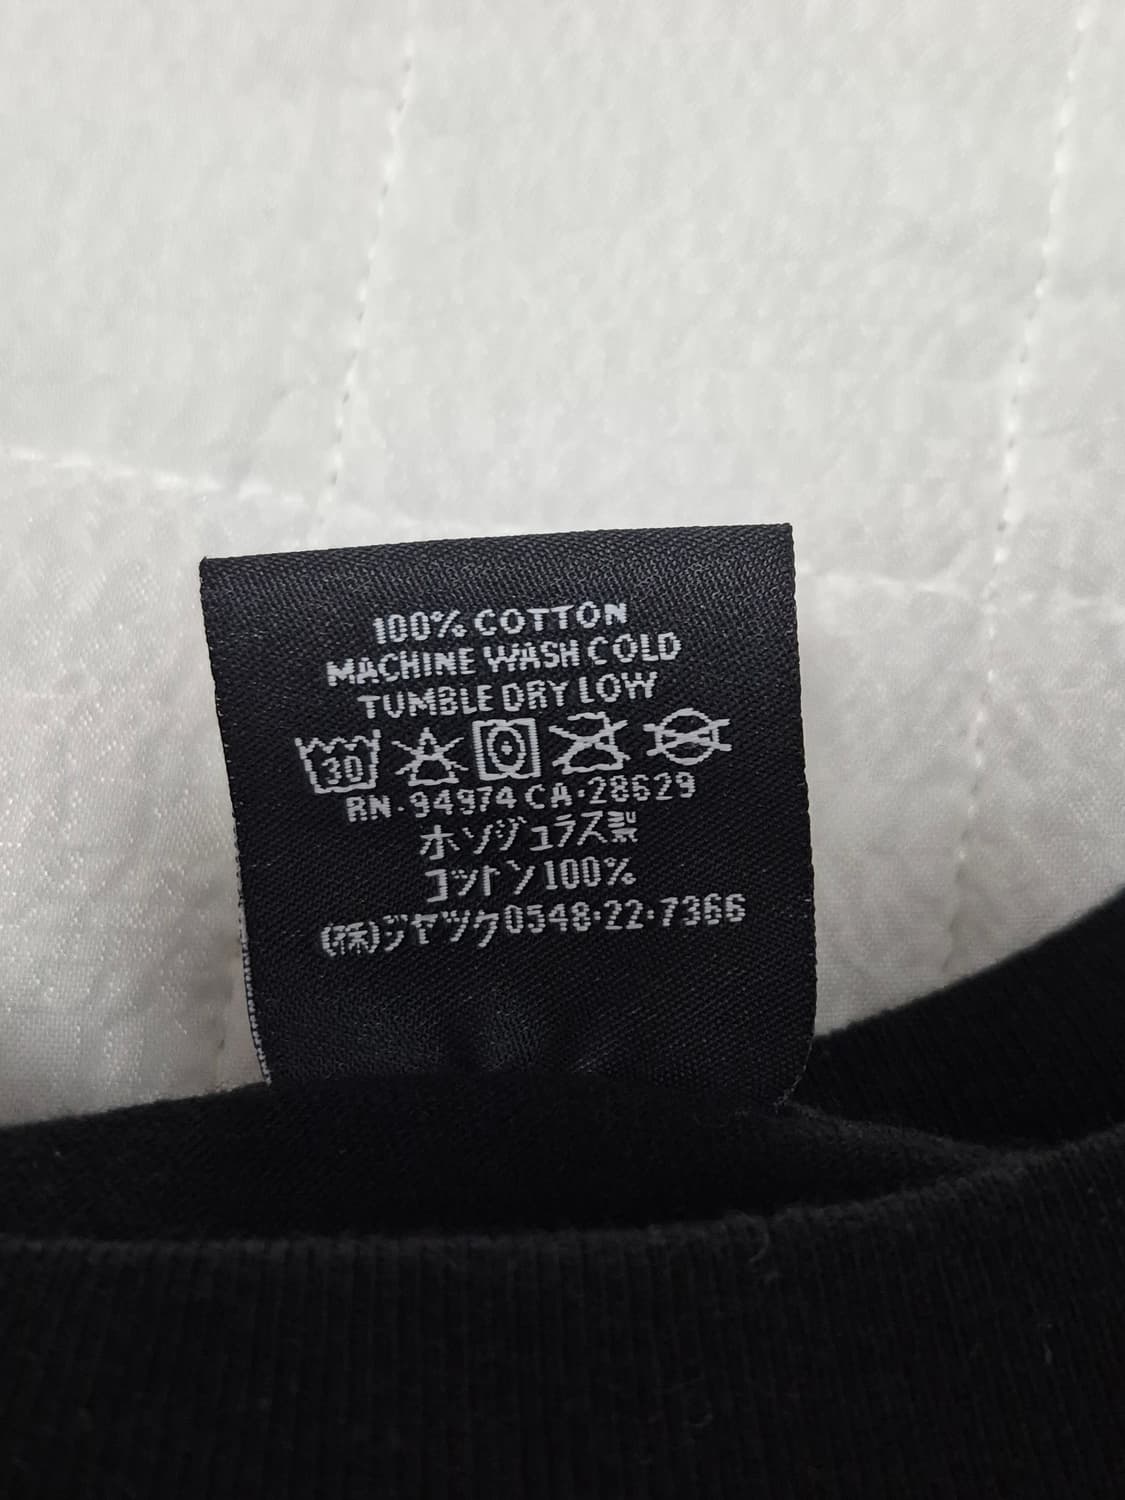 100% COTTON
MACHINE WASH COLD
TUMBLE DRY LOW
30
RN·94974 CA·28629
ホソジュラス製
コットン100%
(株)ジヤツク0548·22·7366